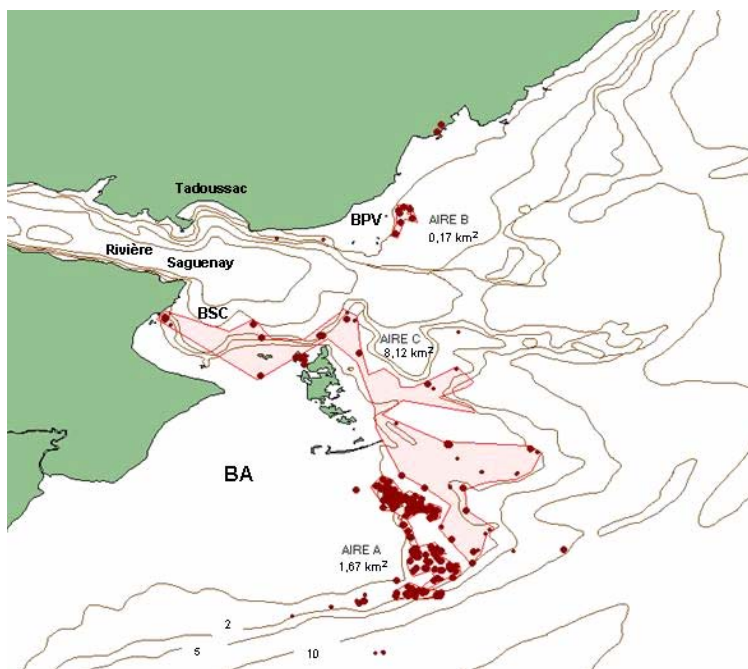 Tadoussac
BPV
AIRE B
0,17 km²
Rivière
Saguenay
BSC
AIRE C
8,12 km²
BA
AIRE A
1,67 km²
2
5
10